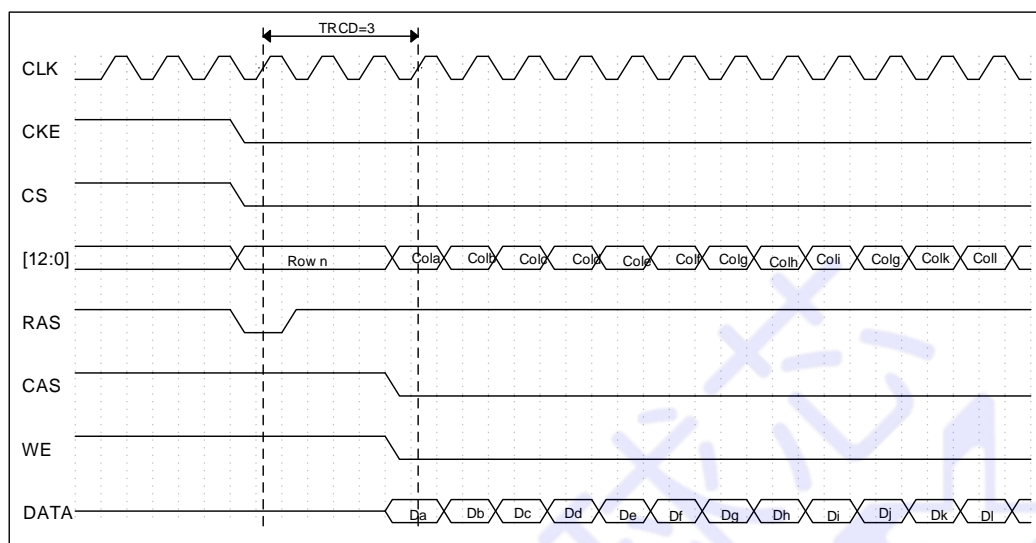 TRCD=3
CLK
CKE
CS
[12:0] Row n Cola Colb Colc Cold Cole Colf Colg Colh Coli Colg Colk Coll
RAS
CAS
WE
DATA Da Db Dc Dd De Df Dg Dh Di Dj Dk Dl